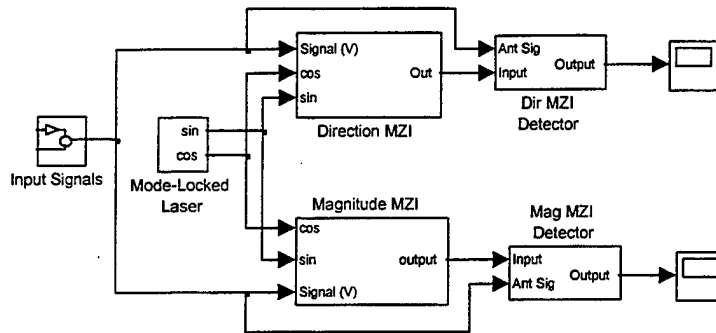 Signal (V)
cos
sin
Out
Direction MZI
Ant Sig
Input
Output
Dir MZI
Detector
Input Signals
sin
cos
Mode-Locked
Laser
Magnitude MZI
cos
sin
Signal (V)
output
Mag MZI
Detector
Input
Ant Sig
Output